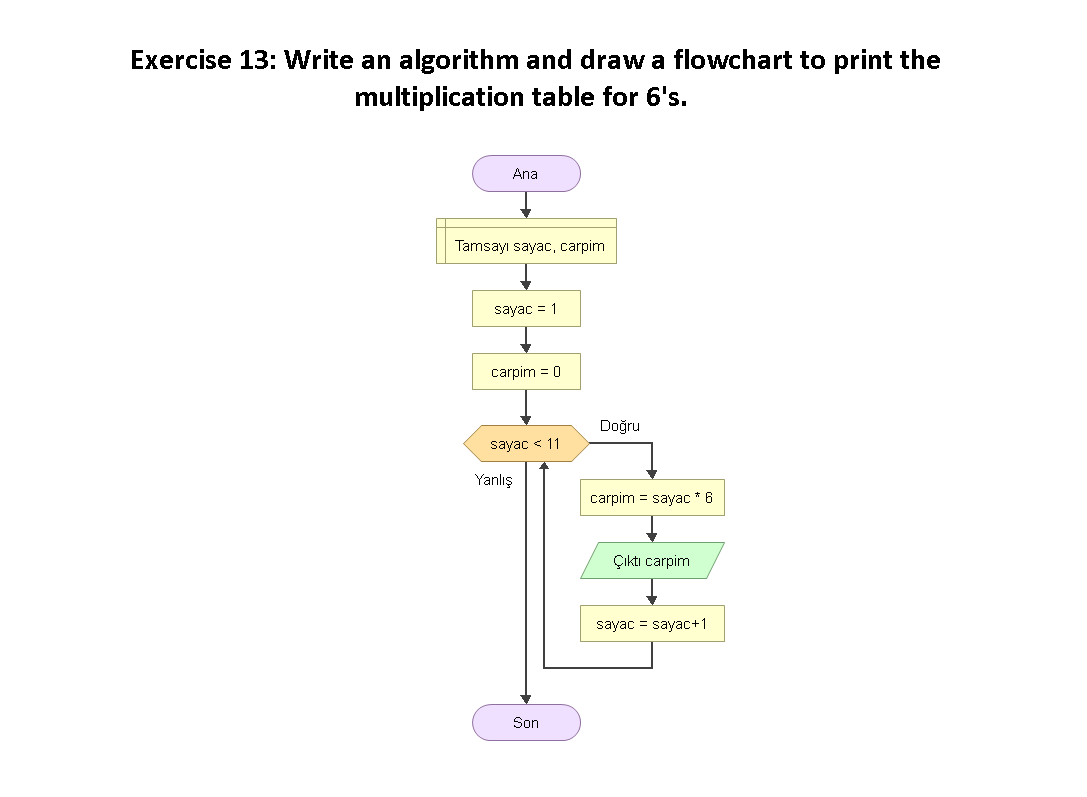 Exercise 13: Write an algorithm and draw a flowchart to print the
multiplication table for 6's.
Ana
Tamsayı sayac, carpim
sayac = 1
carpim = 0
sayac < 11
Doğru
Yanlış
carpim = sayac * 6
Çıktı carpim
sayac = sayac+1
Son